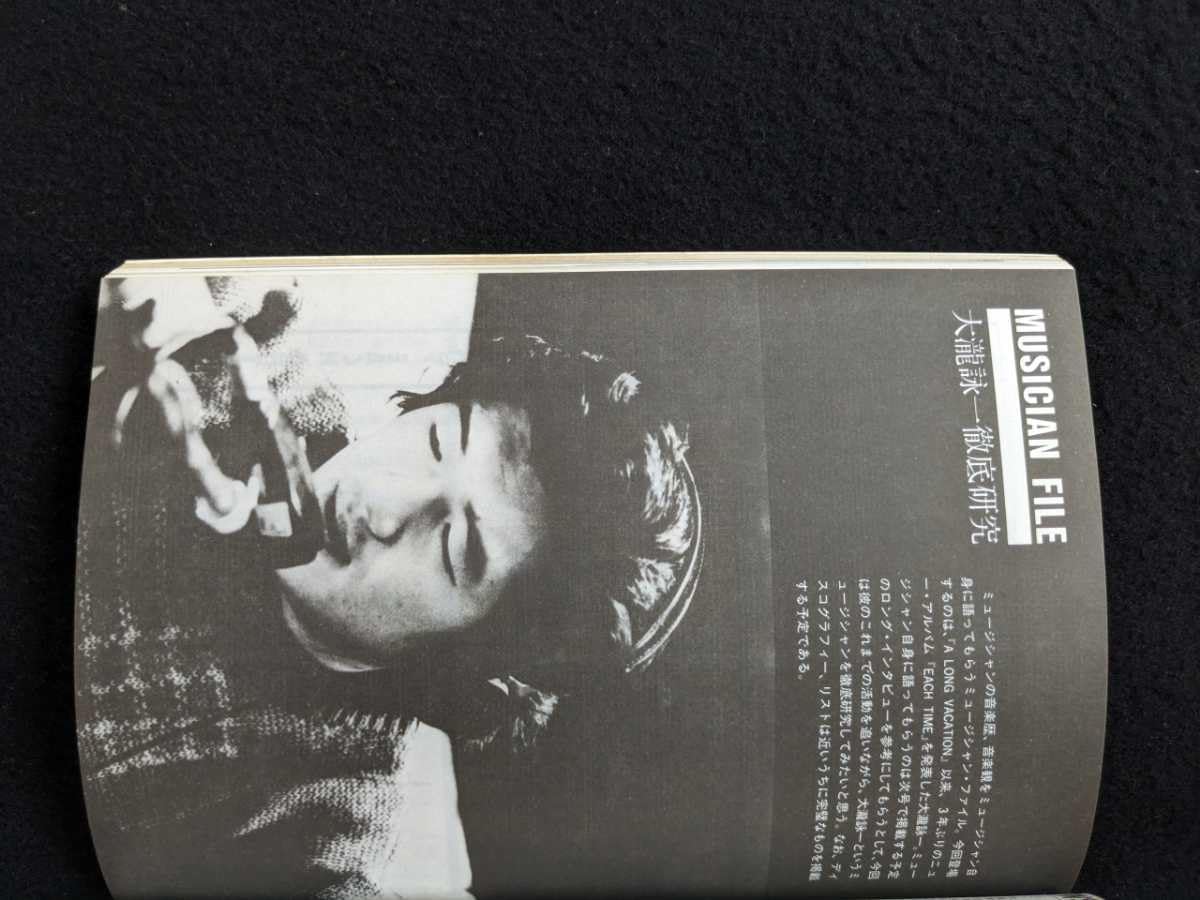 MUSICIAN FILE
大瀧詠一徹底研究
ミュージシャンの音楽歴、音楽観をミュージシャン自
身に語ってもらうミュージシャン・ファイル。今回登場
するのは、『A LONG VACATION』以来、3年ぶりのニュ
ー・アルバム『EACH TIME』を発表した大瀧詠一。ミュー
ジシャン自身に語ってもらうのは次号で掲載する予定
のロング・インタビューを参考にしてもらうとして、今回
は彼のこれまでの活動を追いながら、大瀧詠一というミ
ュージシャンを徹底研究してみたいと思う。なお、ディ
スコグラフィー、リストは近いうちに完璧なものを掲載
する予定である。